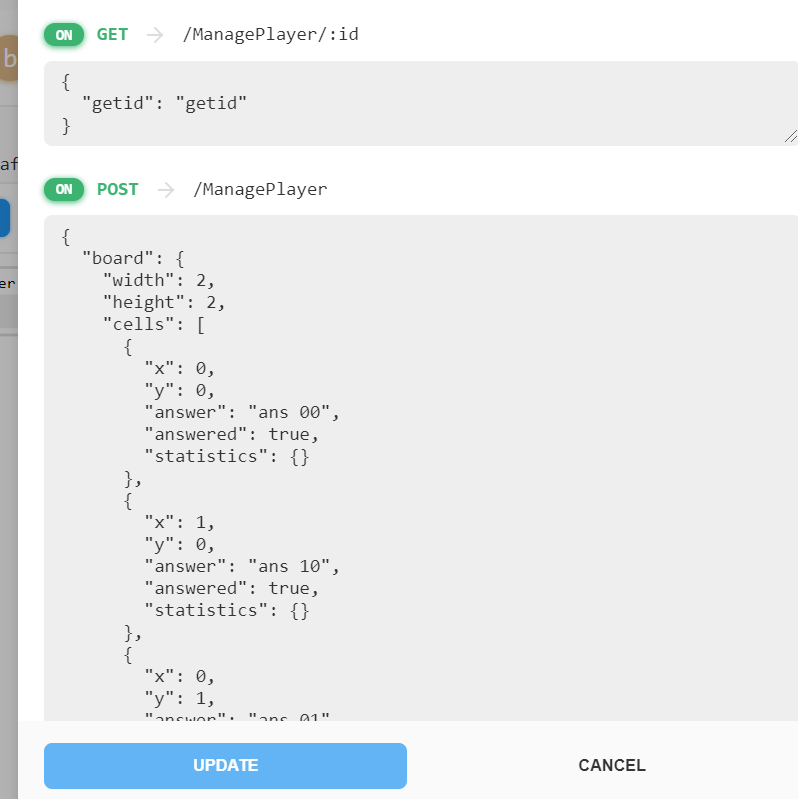 ON GET → /ManagePlayer/:id
{
  "getid": "getid"
}
ON POST → /ManagePlayer
{
  "board": {
    "width": 2,
    "height": 2,
    "cells": [
      {
        "x": 0,
        "y": 0,
        "answer": "ans 00",
        "answered": true,
        "statistics": {}
      },
      {
        "x": 1,
        "y": 0,
        "answer": "ans 10",
        "answered": true,
        "statistics": {}
      },
      {
        "x": 0,
        "y": 1,
        "answer": "ans 01"
UPDATE CANCEL
b
af
er